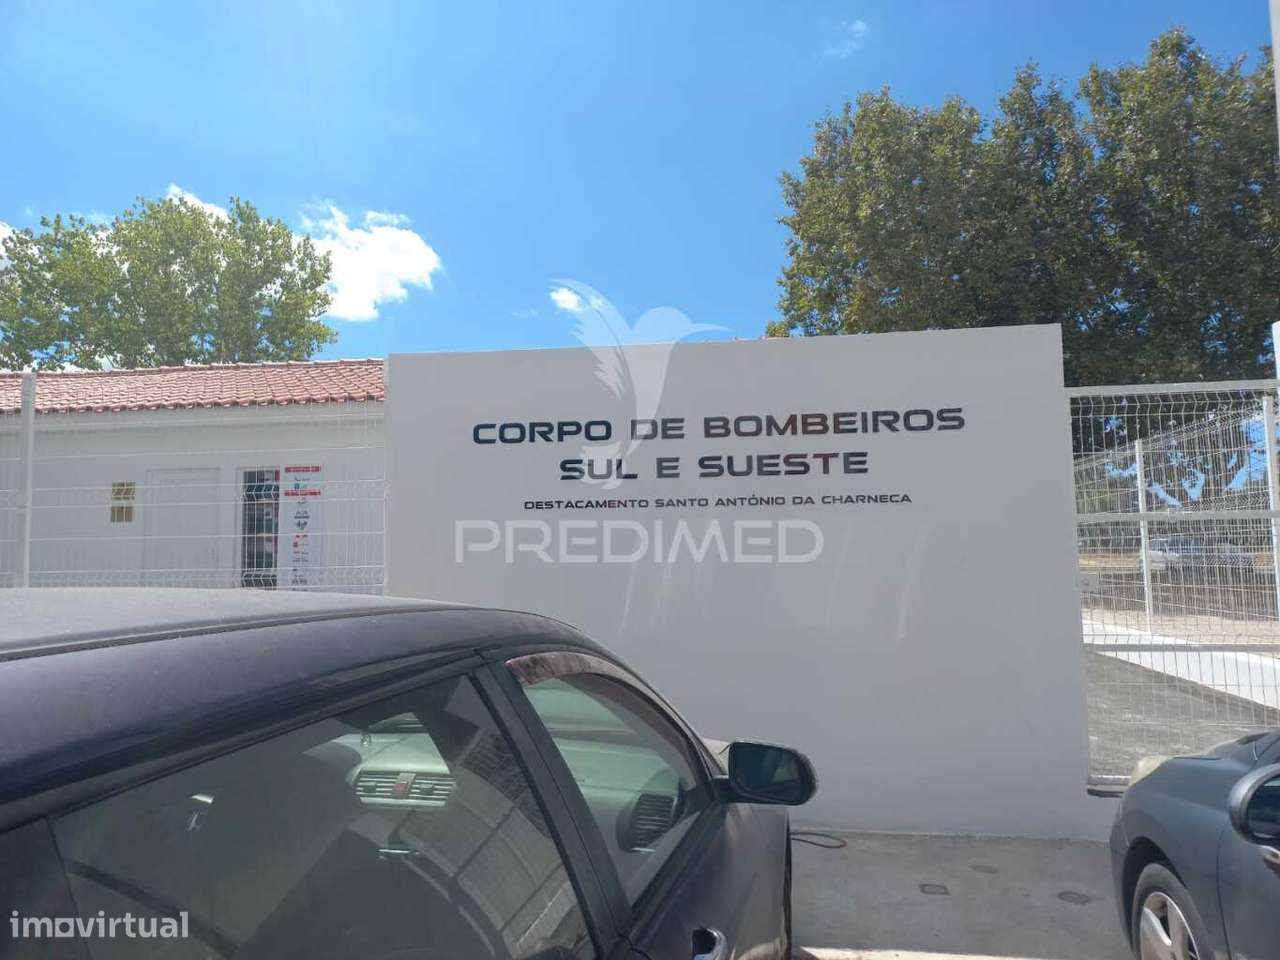 CORPO DE BOMBEIROS
SUL E SUESTE
DESTACAMENTO SANTO ANTÓNIO DA CHARNECA
PREDIMED
imovirtual